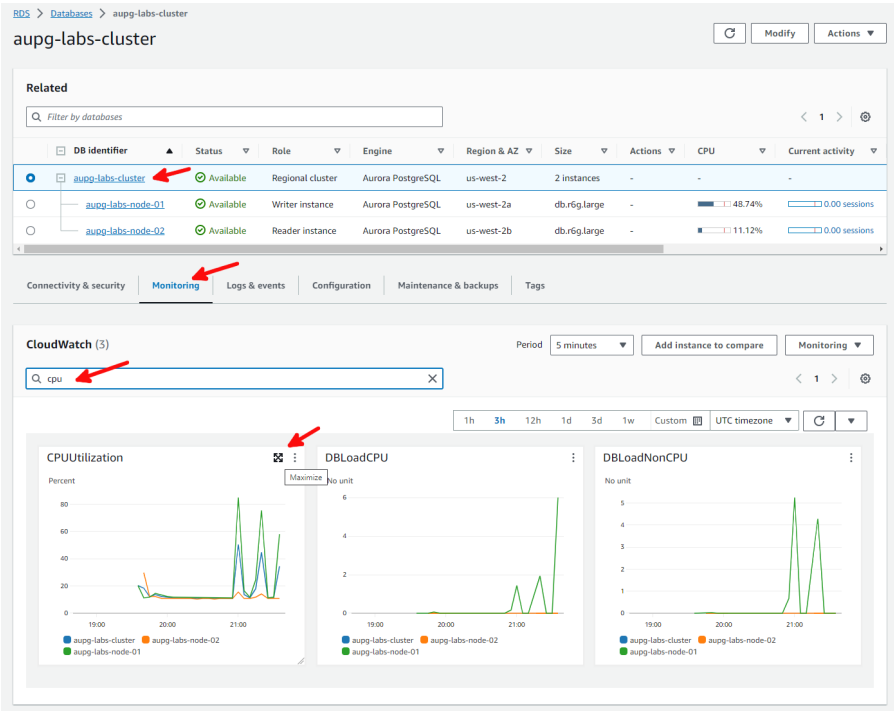 RDS > Databases > aupg-labs-cluster
aupg-labs-cluster
Modify
Actions
Related
Filter by databases
1
DB identifier Status Role Engine Region & AZ Size Actions CPU Current activity
aupg-labs-cluster Available Regional cluster Aurora PostgreSQL us-west-2 2 instances - - -
aupg-labs-node-01 Available Writer instance Aurora PostgreSQL us-west-2a db.r6g.large - 48.74% 0.00 sessions
aupg-labs-node-02 Available Reader instance Aurora PostgreSQL us-west-2b db.r6g.large - 11.12% 0.00 sessions
Connectivity & security Monitoring Logs & events Configuration Maintenance & backups Tags
CloudWatch (3)
Period 5 minutes Add instance to compare Monitoring
cpu
1
1h 3h 12h 1d 3d 1w Custom UTC timezone
CPUUtilization
Maximize
Percent
80
60
40
20
0
19:00 20:00 21:00
aupg-labs-cluster aupg-labs-node-02
aupg-labs-node-01
DBLoadCPU
No unit
6
4
2
0
19:00 20:00 21:00
aupg-labs-cluster aupg-labs-node-02
aupg-labs-node-01
DBLoadNonCPU
No unit
5
4
3
2
1
0
19:00 20:00 21:00
aupg-labs-cluster aupg-labs-node-02
aupg-labs-node-01